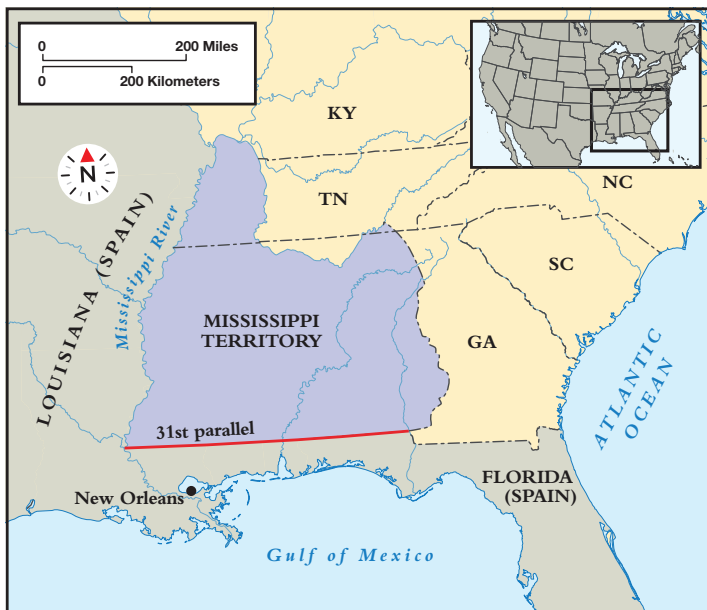 0 200 Miles
0 200 Kilometers
N
KY
TN
NC
SC
GA
LOUISIANA (SPAIN)
Mississippi River
MISSISSIPPI
TERRITORY
31st parallel
New Orleans
FLORIDA
(SPAIN)
ATLANTIC
OCEAN
Gulf of Mexico